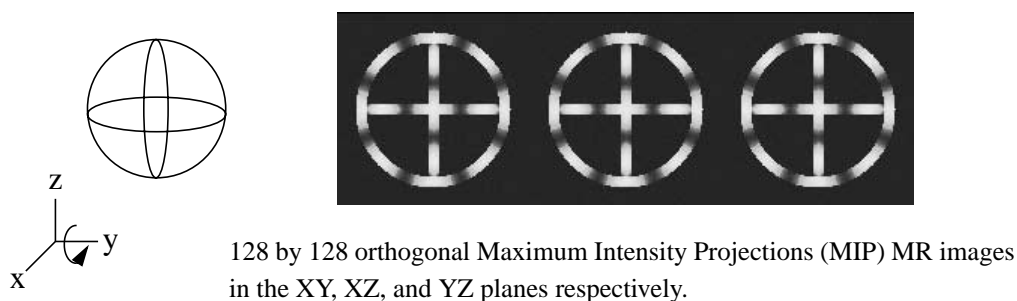 z
y
x
128 by 128 orthogonal Maximum Intensity Projections (MIP) MR images
in the XY, XZ, and YZ planes respectively.